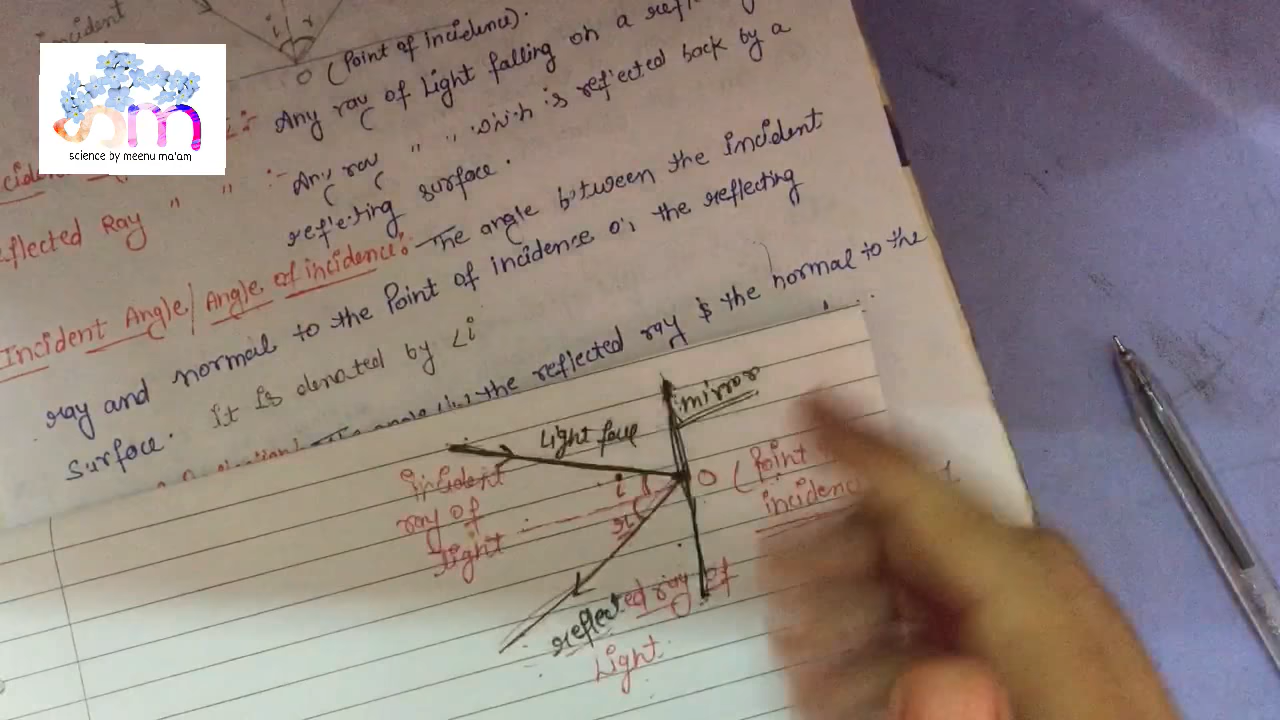 incident
i r
O (Point of incidence).
Any ray of Light falling on a
Reflected Ray " " :- Any ray " " which is reflected back by a
reflecting surface.
Incident Angle/Angle of incidence: The angle between the incident
ray and normal to the Point of incidence of the reflecting
surface. It is denoted by ∠i
the reflected ray & the normal to the
mirror
Light
incident
ray of
light
i
r
O (Point
incidence
reflected ray of
Light
science by meenu ma'am